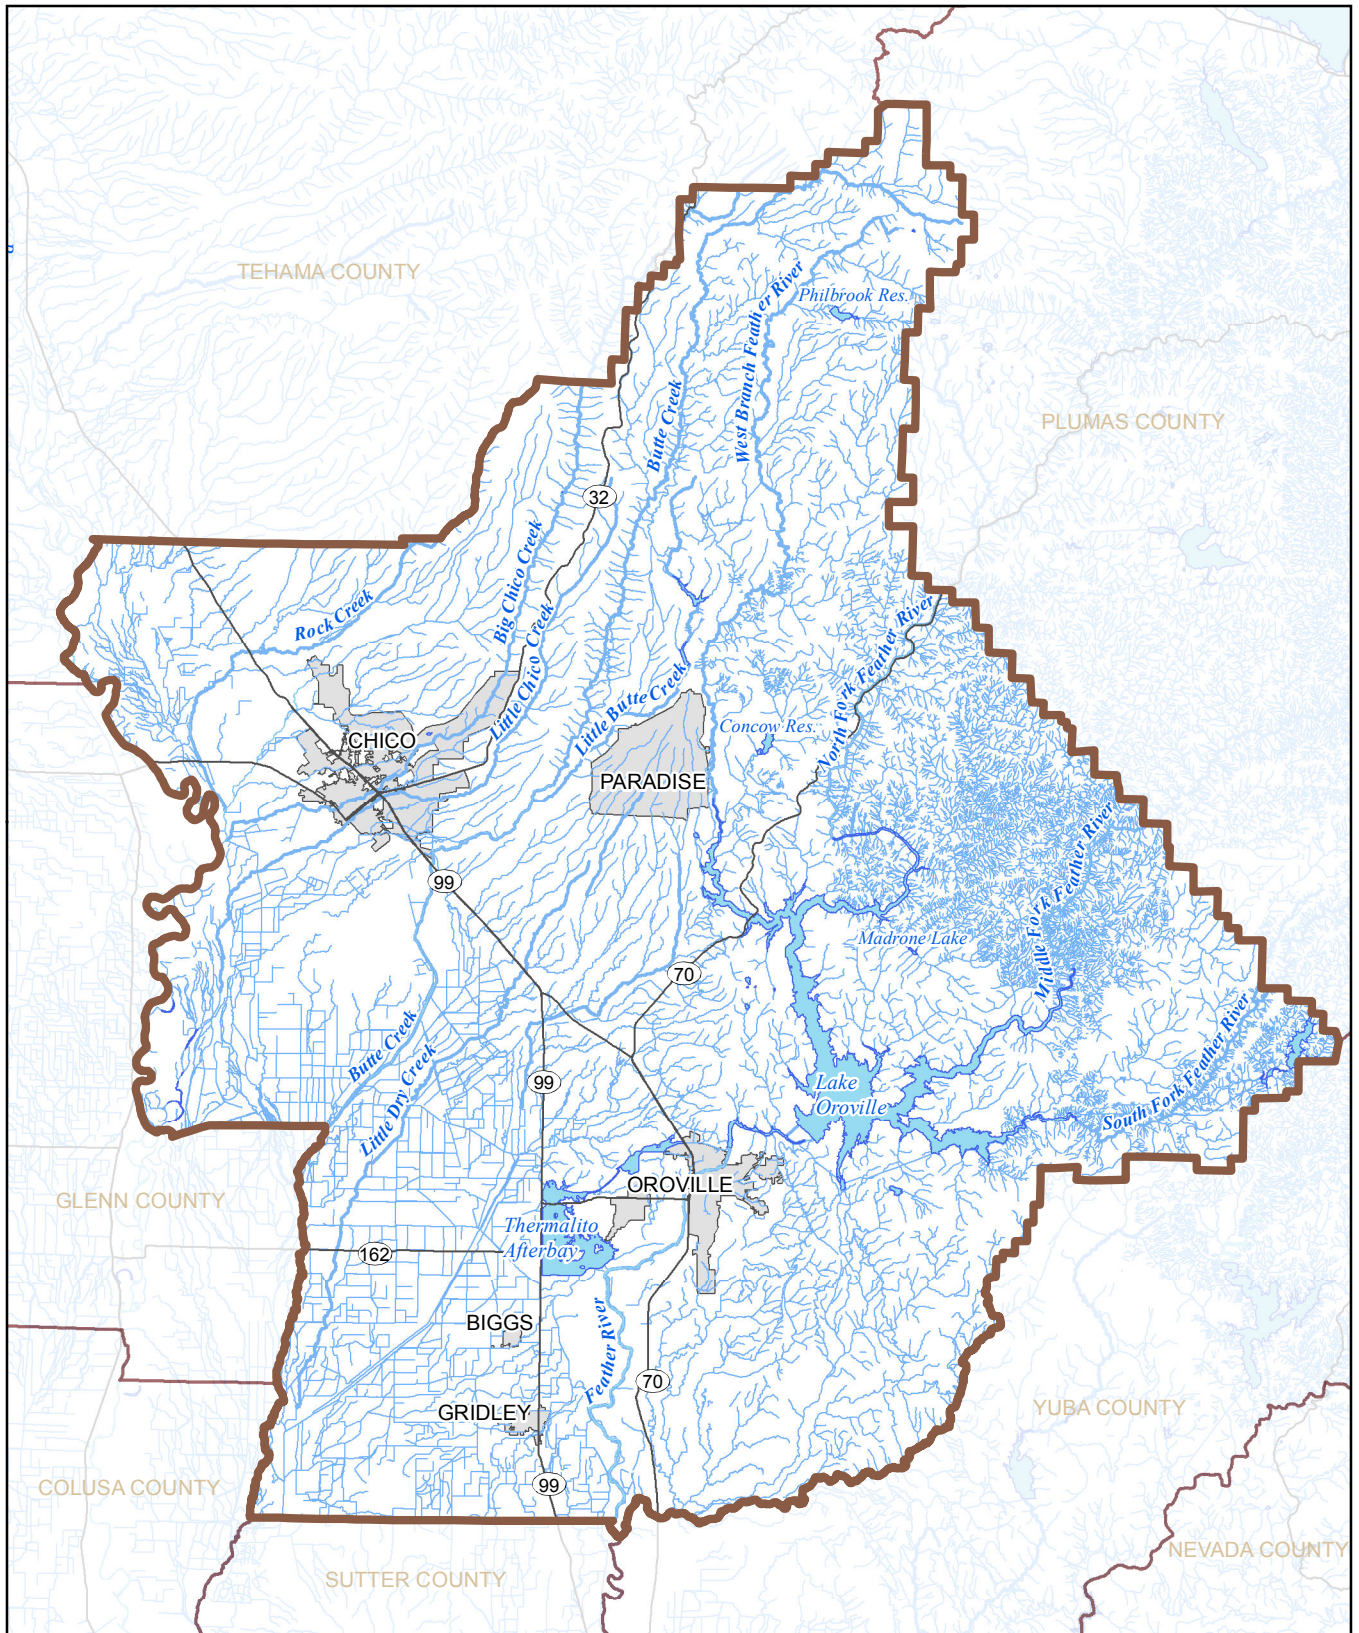 TEHAMA COUNTY
Philbrook Res.
West Branch Feather River
PLUMAS COUNTY
Butte Creek
32
Big Chico Creek
Rock Creek
Little Chico Creek
North Fork Feather River
Little Butte Creek
Concow Res.
CHICO
PARADISE
99
Middle Fork Feather River
Madrone Lake
70
Butte Creek
Little Dry Creek
99
Lake
Oroville
South Fork Feather River
OROVILLE
GLENN COUNTY
Thermalito
Afterbay
162
BIGGS
Feather River
70
GRIDLEY
YUBA COUNTY
COLUSA COUNTY
99
NEVADA COUNTY
SUTTER COUNTY